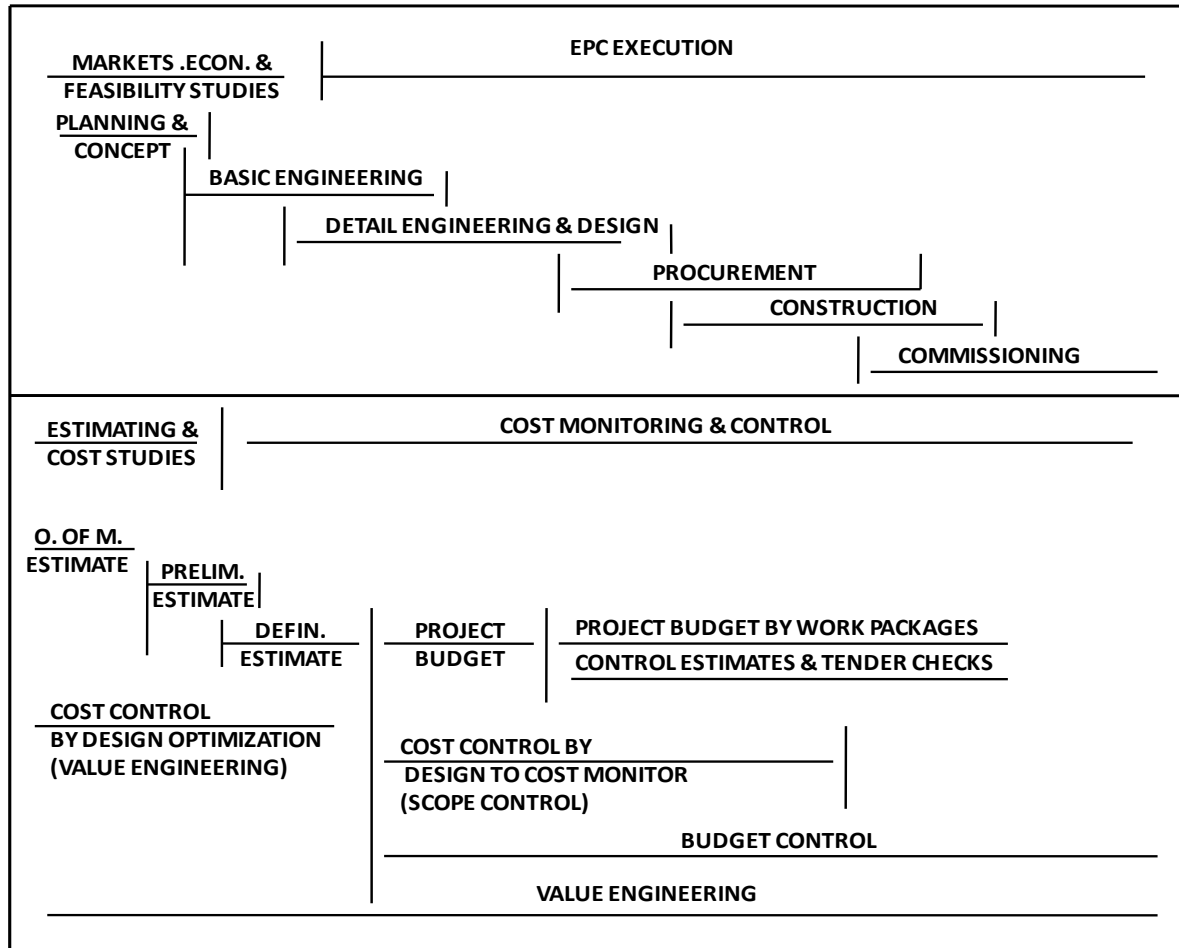 EPC EXECUTION
MARKETS .ECON. &
FEASIBILITY STUDIES
PLANNING &
CONCEPT
BASIC ENGINEERING
DETAIL ENGINEERING & DESIGN
PROCUREMENT
CONSTRUCTION
COMMISSIONING
ESTIMATING &
COST STUDIES
COST MONITORING & CONTROL
O. OF M.
ESTIMATE
PRELIM.
ESTIMATE
DEFIN.
ESTIMATE
PROJECT
BUDGET
PROJECT BUDGET BY WORK PACKAGES
CONTROL ESTIMATES & TENDER CHECKS
COST CONTROL
BY DESIGN OPTIMIZATION
(VALUE ENGINEERING)
COST CONTROL BY
DESIGN TO COST MONITOR
(SCOPE CONTROL)
BUDGET CONTROL
VALUE ENGINEERING